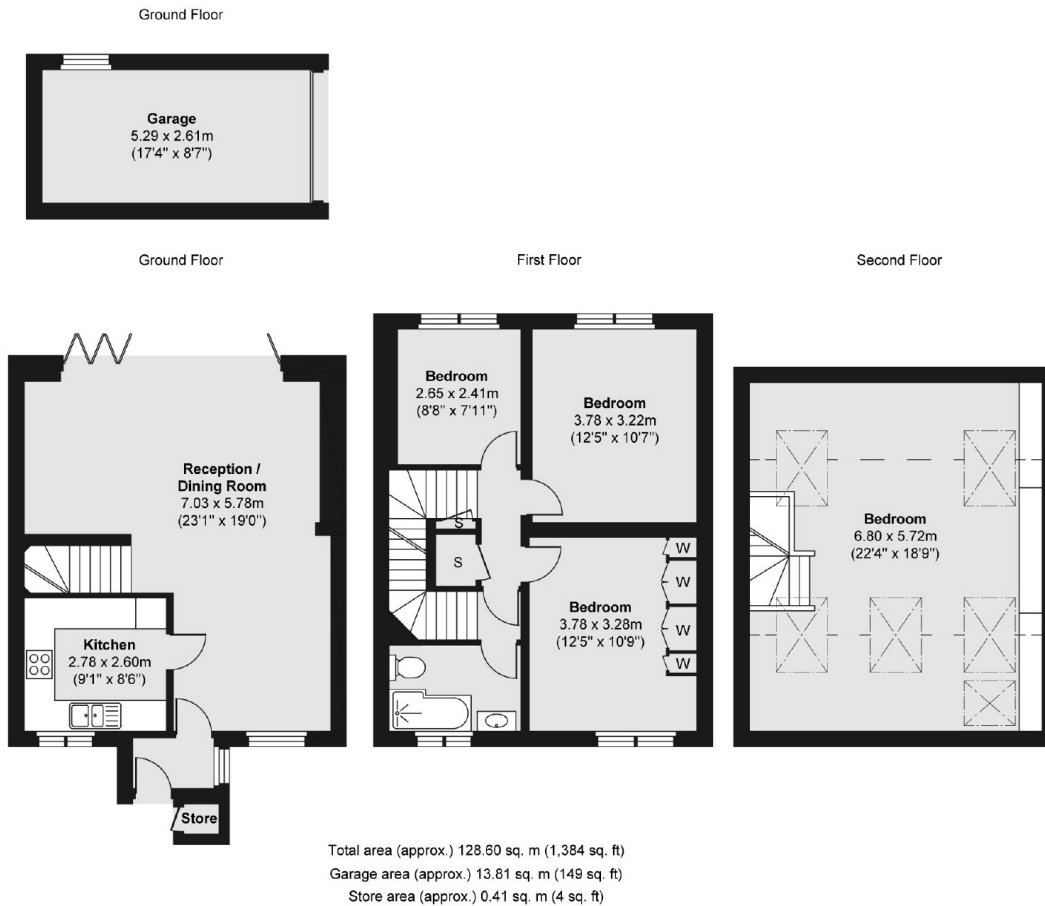 Ground Floor
Garage
5.29 x 2.61m
(17'4" x 8'7")
Ground Floor
First Floor
Second Floor
Reception /
Dining Room
7.03 x 5.78m
(23'1" x 19'0")
Kitchen
2.78 x 2.60m
(9'1" x 8'6")
Store
Bedroom
2.65 x 2.41m
(8'8" x 7'11")
Bedroom
3.78 x 3.22m
(12'5" x 10'7")
S
S
Bedroom
3.78 x 3.28m
(12'5" x 10'9")
W
W
W
W
Bedroom
6.80 x 5.72m
(22'4" x 18'9")
Total area (approx.) 128.60 sq. m (1,384 sq. ft)
Garage area (approx.) 13.81 sq. m (149 sq. ft)
Store area (approx.) 0.41 sq. m (4 sq. ft)